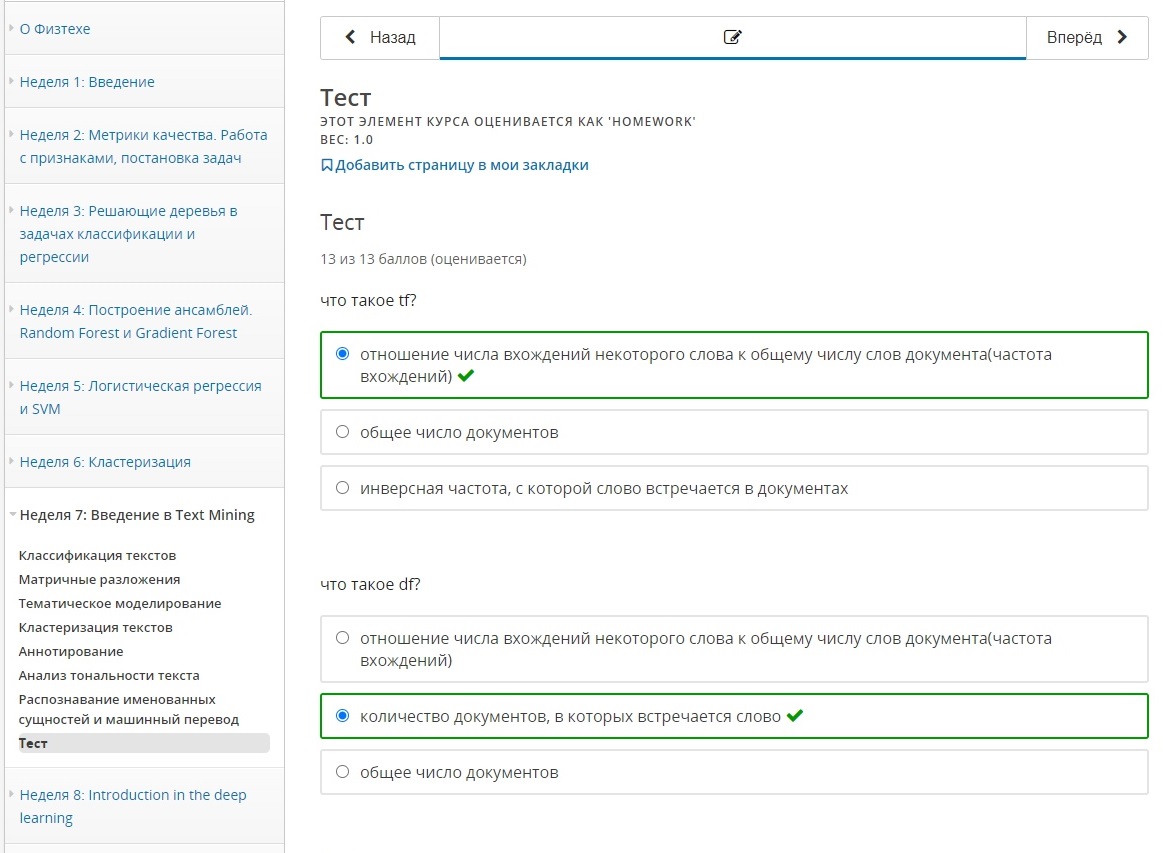 О Физтехе
Неделя 1: Введение
Неделя 2: Метрики качества. Работа
с признаками, постановка задач
Неделя 3: Решающие деревья в
задачах классификации и
регрессии
Неделя 4: Построение ансамблей.
Random Forest и Gradient Forest
Неделя 5: Логистическая регрессия
и SVM
Неделя 6: Кластеризация
Неделя 7: Введение в Text Mining
Классификация текстов
Матричные разложения
Тематическое моделирование
Кластеризация текстов
Аннотирование
Анализ тональности текста
Распознавание именованных
сущностей и машинный перевод
Тест
Неделя 8: Introduction in the deep
learning
Назад
Вперёд
Тест
ЭТОТ ЭЛЕМЕНТ КУРСА ОЦЕНИВАЕТСЯ КАК 'HOMEWORK'
ВЕС: 1.0
Добавить страницу в мои закладки
Тест
13 из 13 баллов (оценивается)
что такое tf?
отношение числа вхождений некоторого слова к общему числу слов документа(частота
вхождений)
общее число документов
инверсная частота, с которой слово встречается в документах
что такое df?
отношение числа вхождений некоторого слова к общему числу слов документа(частота
вхождений)
количество документов, в которых встречается слово
общее число документов